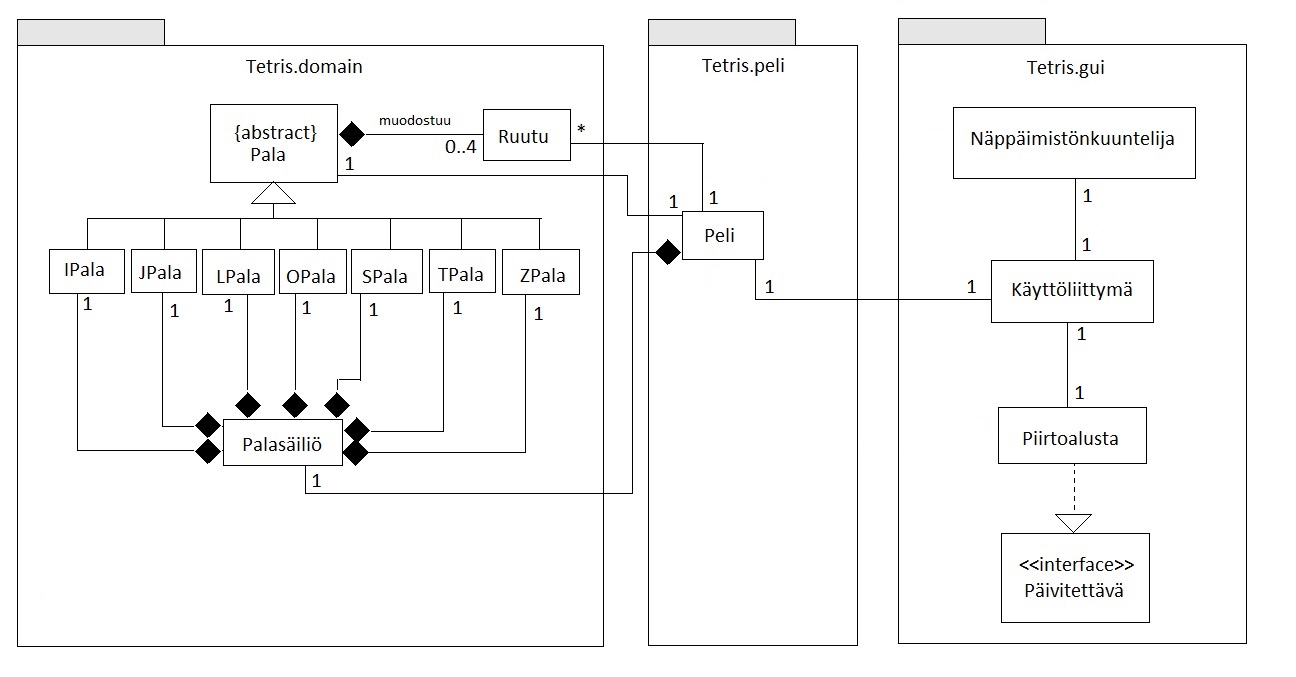 Tetris.domain
{abstract}
Pala
muodostuu
0..4
1
Ruutu
*
IPala
JPala
LPala
OPala
SPala
TPala
ZPala
1
1
1
1
1
1
1
Palasäiliö
1
Tetris.peli
1
1
Peli
1
Tetris.gui
Näppäimistönkuuntelija
1
1
1
Käyttöliittymä
1
1
Piirtoalusta
<<interface>>
Päivitettävä